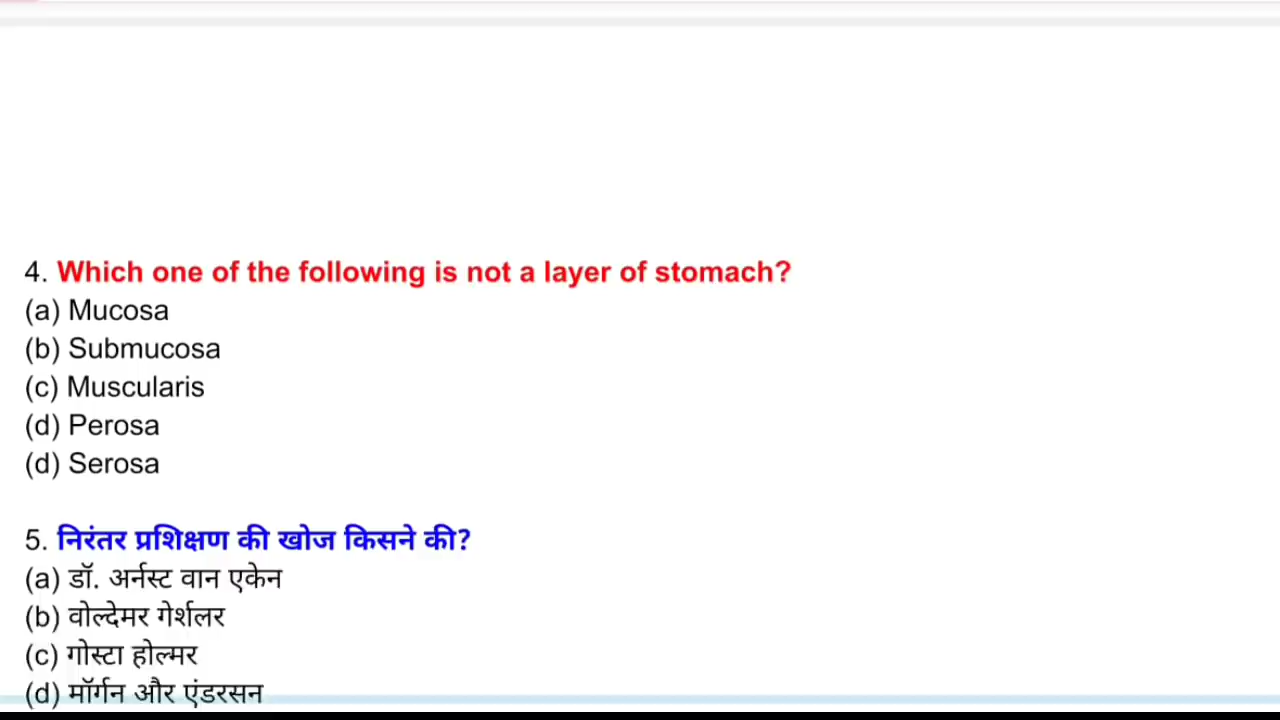 4. Which one of the following is not a layer of stomach?
(a) Mucosa
(b) Submucosa
(c) Muscularis
(d) Perosa
(d) Serosa
5. निरंतर प्रशिक्षण की खोज किसने की?
(a) डॉ. अर्नस्ट वान एकेन
(b) वोल्देमर गेर्शलर
(c) गोस्टा होल्मर
(d) मॉर्गन और एंडरसन